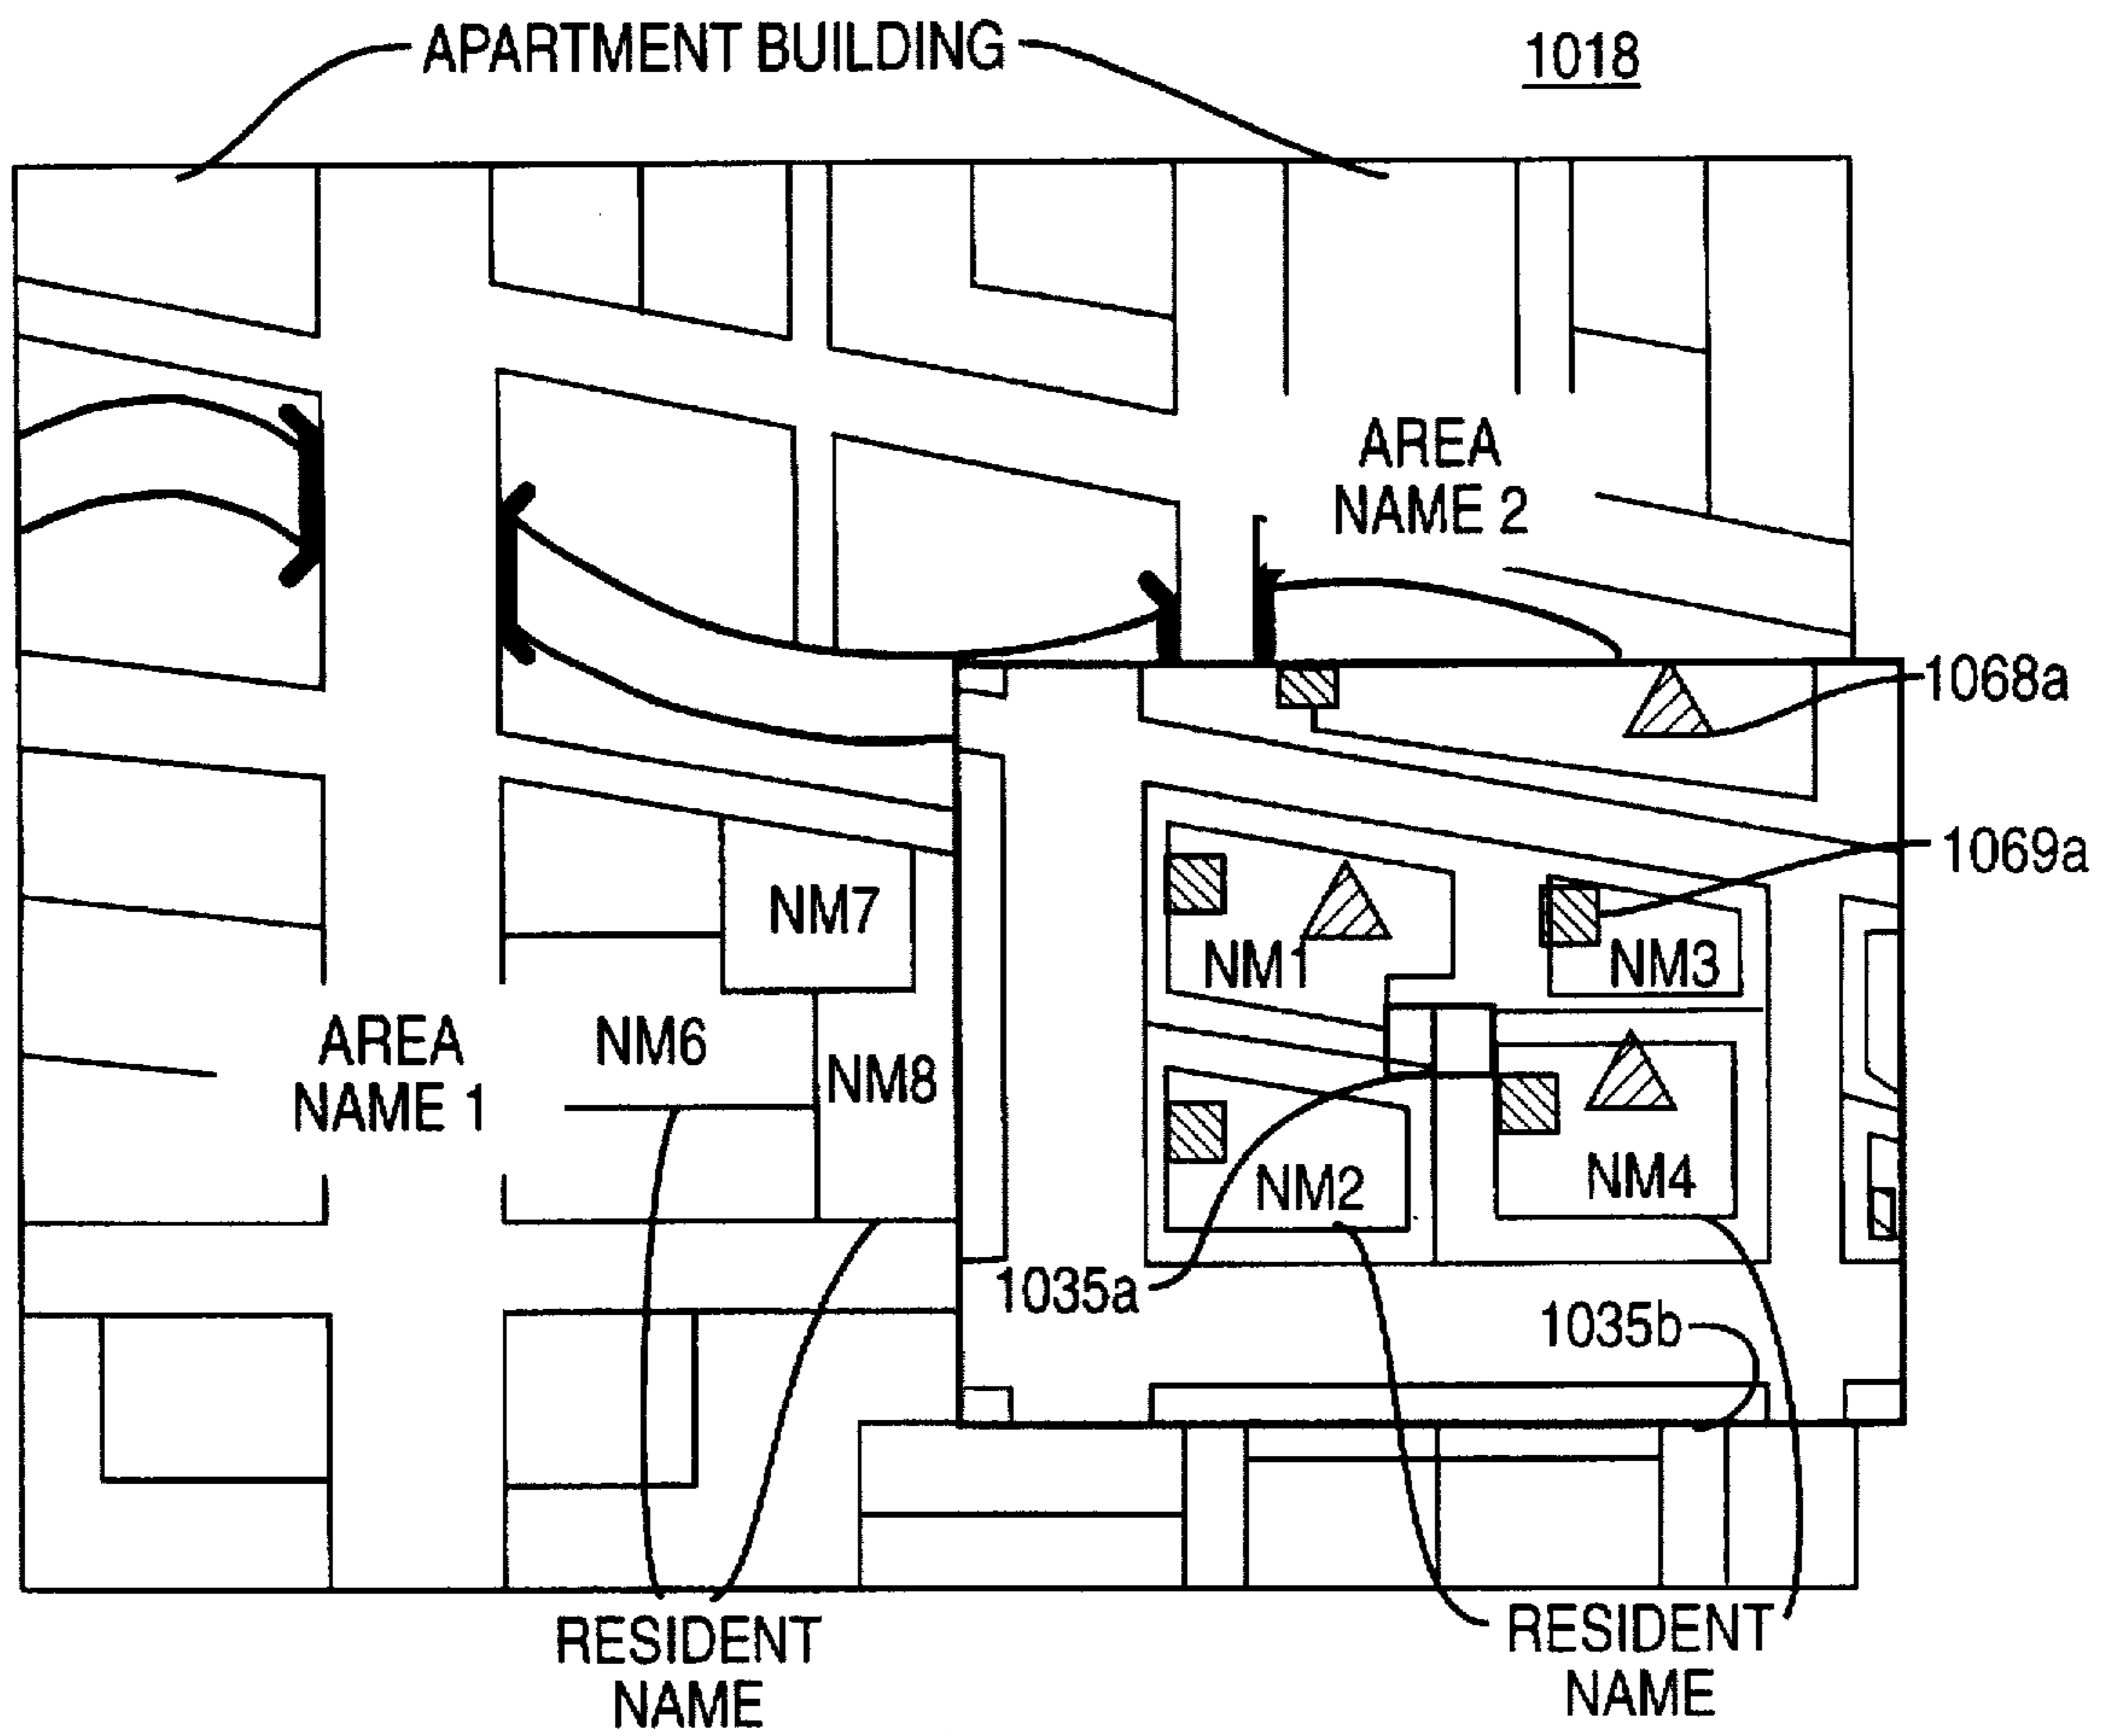 APARTMENT BUILDING
1018
AREA
NAME 2
1068a
1069a
NM7
NM1
NM3
AREA
NAME 1
NM6
NM8
NM2
NM4
1035a
1035b
RESIDENT
NAME
RESIDENT
NAME